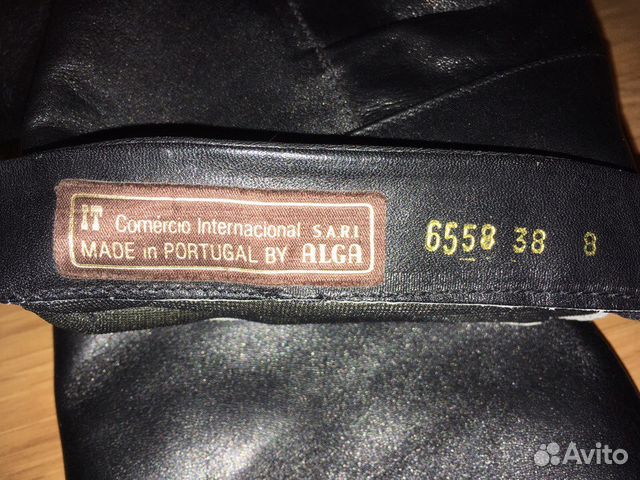 IT Comércio Internacional S.A.R.L
MADE in PORTUGAL BY ALGA
6558 38 8
Avito